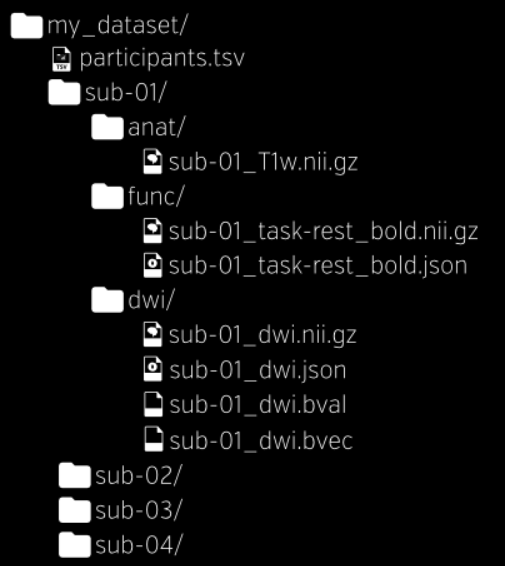 my_dataset/
participants.tsv
sub-01/
anat/
sub-01_T1w.nii.gz
func/
sub-01_task-rest_bold.nii.gz
sub-01_task-rest_bold.json
dwi/
sub-01_dwi.nii.gz
sub-01_dwi.json
sub-01_dwi.bval
sub-01_dwi.bvec
sub-02/
sub-03/
sub-04/